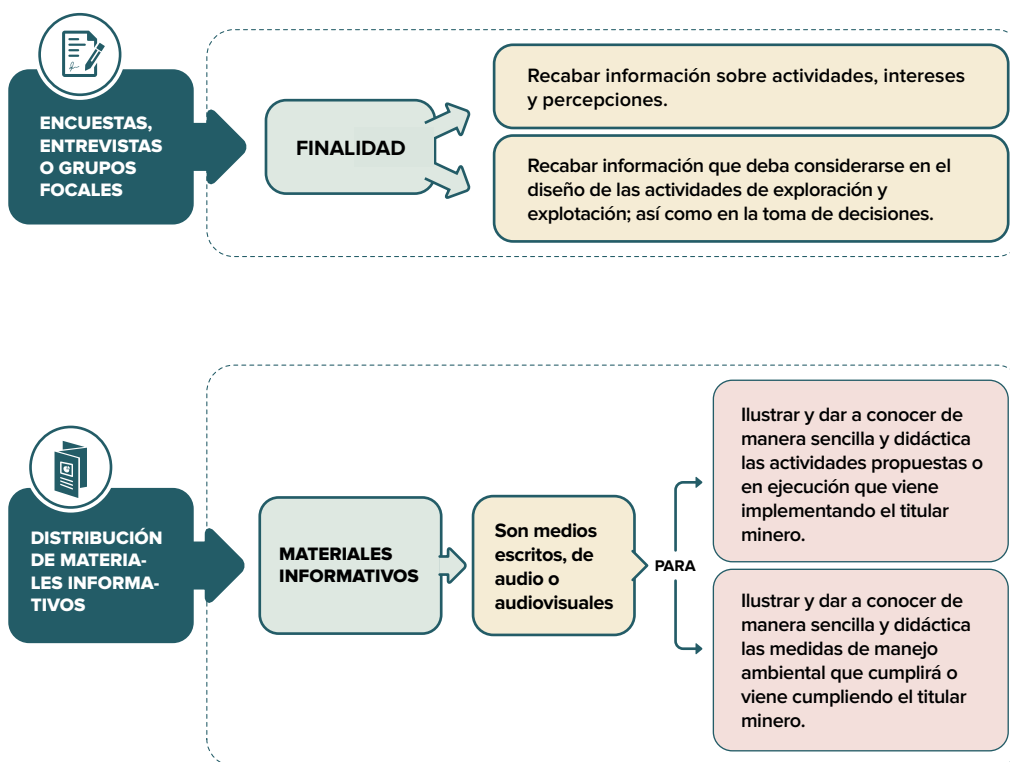 ENCUESTAS,
ENTREVISTAS
O GRUPOS
FOCALES
FINALIDAD
Recabar información sobre actividades, intereses
y percepciones.
Recabar información que deba considerarse en el
diseño de las actividades de exploración y
explotación; así como en la toma de decisiones.
DISTRIBUCIÓN
DE MATERIA-
LES INFORMA-
TIVOS
MATERIALES
INFORMATIVOS
Son medios
escritos, de
audio o
audiovisuales
PARA
Ilustrar y dar a conocer de
manera sencilla y didáctica
las actividades propuestas o
en ejecución que viene
implementando el titular
minero.
Ilustrar y dar a conocer de
manera sencilla y didáctica
las medidas de manejo
ambiental que cumplirá o
viene cumpliendo el titular
minero.